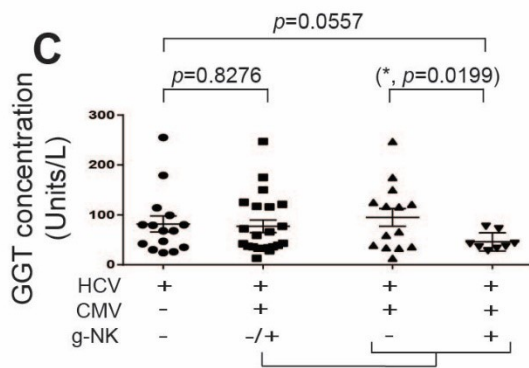 C
p=0.0557
p=0.8276
(*, p=0.0199)
GGT concentration
(Units/L)
300
200
100
0
HCV + + + +
CMV - + + +
g-NK - -/+ - +